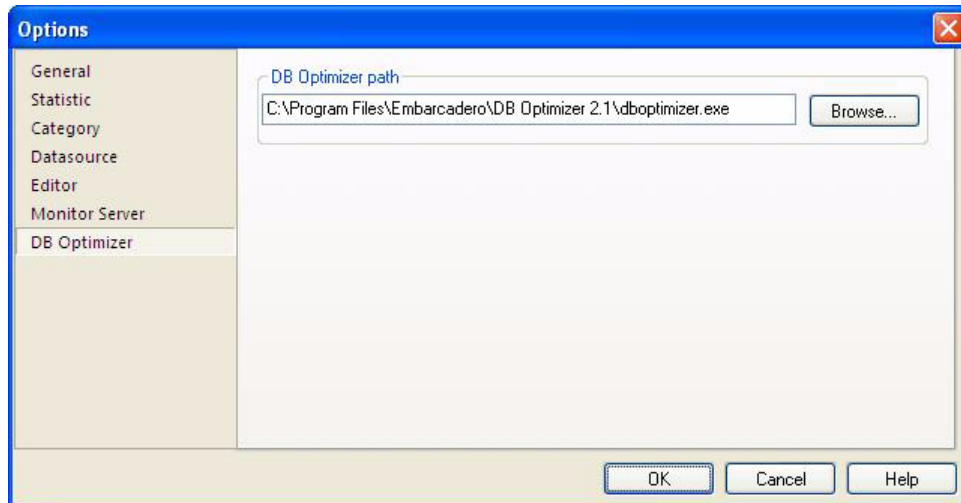 Options
General
Statistic
Category
Datasource
Editor
Monitor Server
DB Optimizer
DB Optimizer path
C:\Program Files\Embarcadero\DB Optimizer 2.1\dboptimizer.exe
Browse...
OK
Cancel
Help